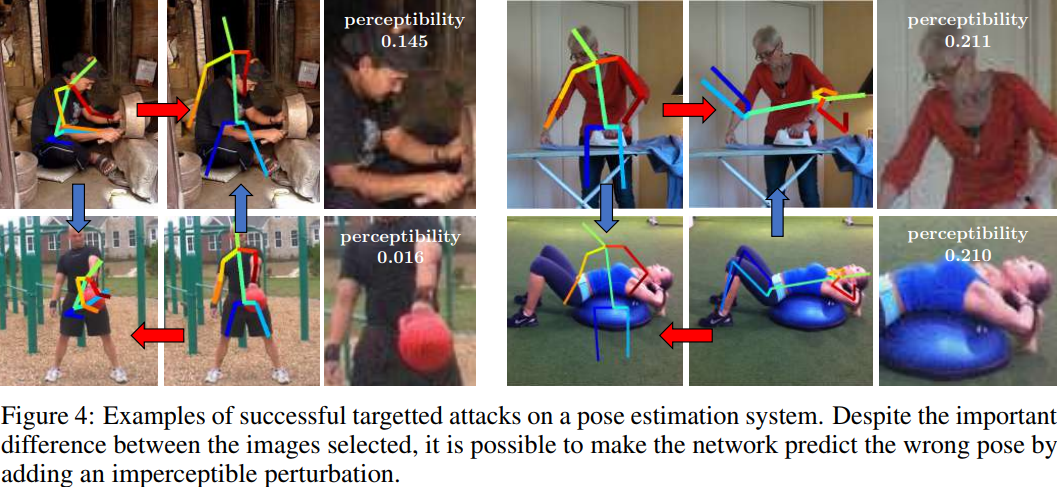 perceptibility
0.145
perceptibility
0.211
perceptibility
0.016
perceptibility
0.210
Figure 4: Examples of successful targetted attacks on a pose estimation system. Despite the important
difference between the images selected, it is possible to make the network predict the wrong pose by
adding an imperceptible perturbation.